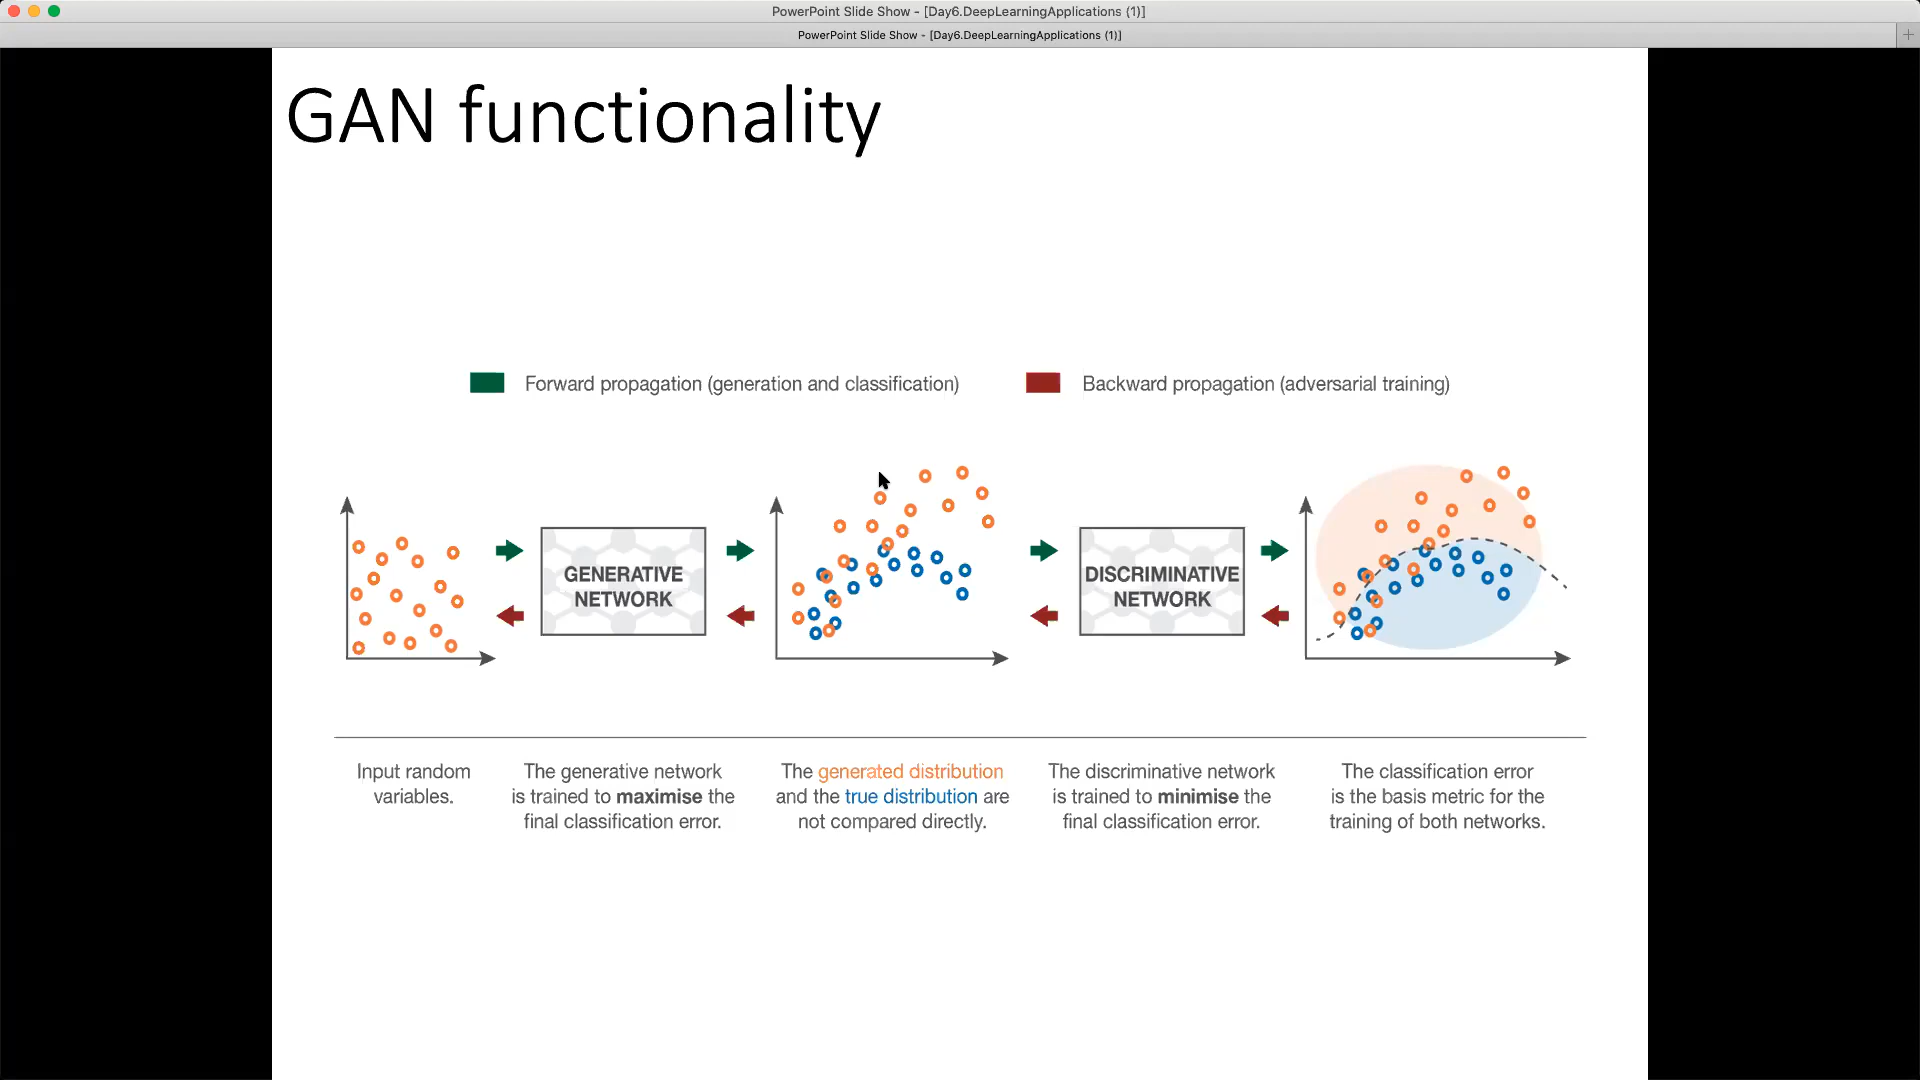 PowerPoint Slide Show - [Day6.DeepLearningApplications (1)]
PowerPoint Slide Show - [Day6.DeepLearningApplications (1)]
GAN functionality
Forward propagation (generation and classification)
Backward propagation (adversarial training)
GENERATIVE
NETWORK
DISCRIMINATIVE
NETWORK
Input random
variables.
The generative network
is trained to maximise the
final classification error.
The generated distribution
and the true distribution are
not compared directly.
The discriminative network
is trained to minimise the
final classification error.
The classification error
is the basis metric for the
training of both networks.